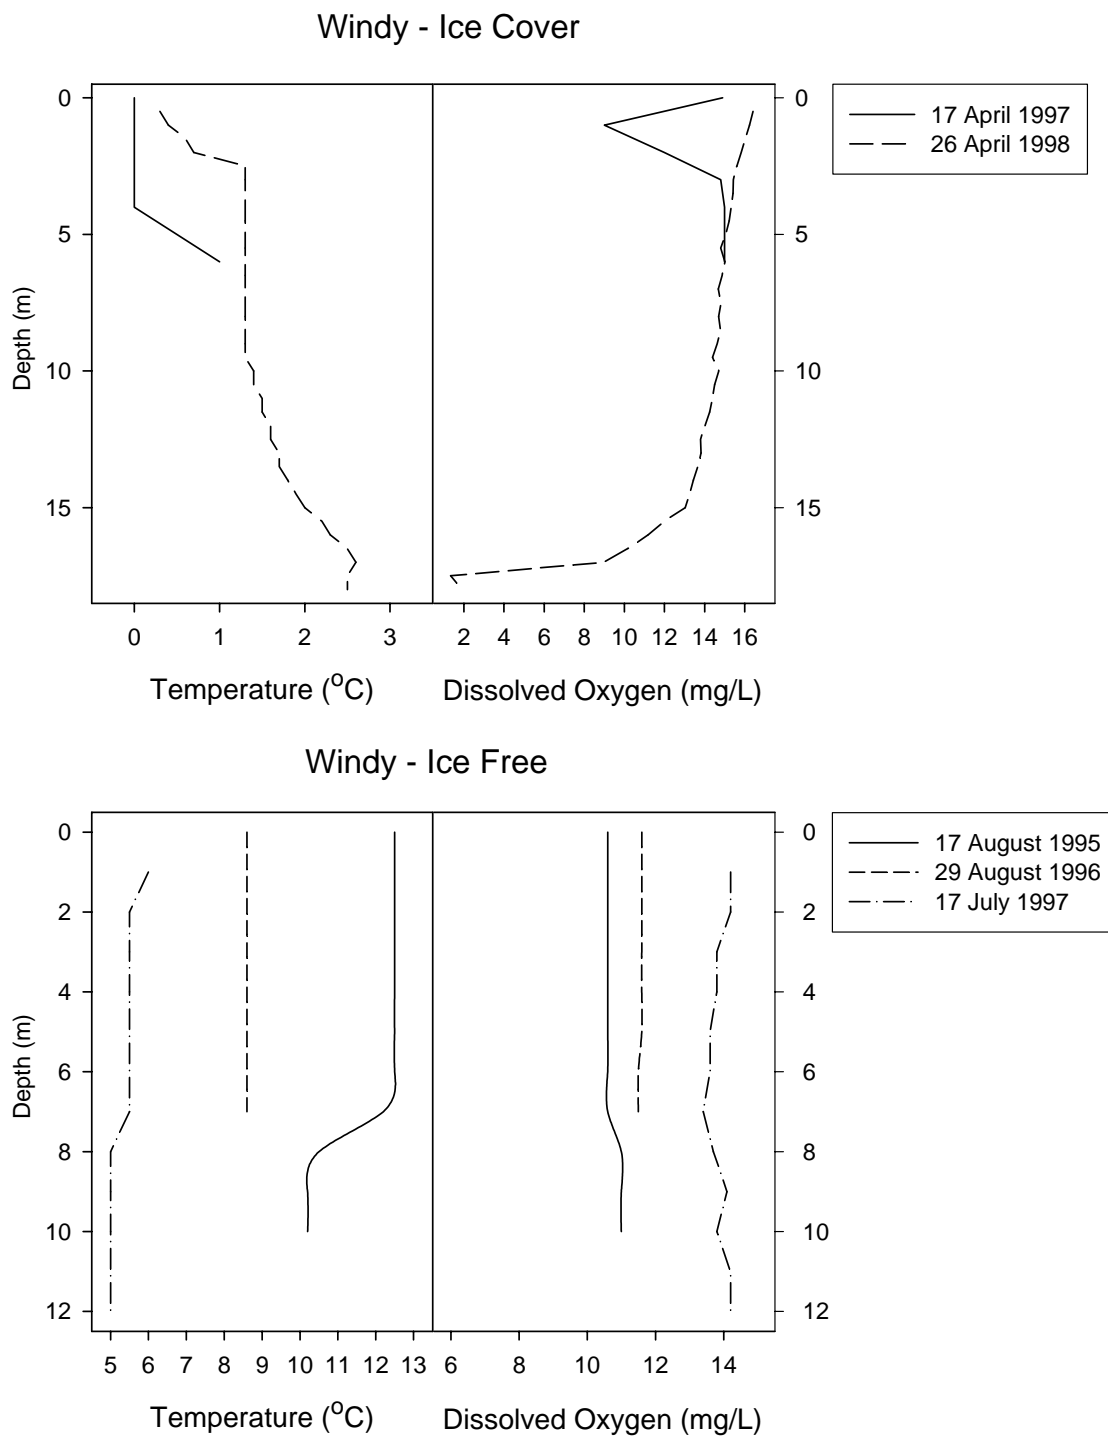 Windy - Ice Cover
0 0
5 5
10 10
15 15
Depth (m)
0 1 2 3 2 4 6 8 10 12 14 16
Temperature (oC) Dissolved Oxygen (mg/L)
17 April 1997
26 April 1998
Windy - Ice Free
0 0
2 2
4 4
6 6
8 8
10 10
12 12
Depth (m)
5 6 7 8 9 10 11 12 13 6 8 10 12 14
Temperature (oC) Dissolved Oxygen (mg/L)
17 August 1995
29 August 1996
17 July 1997